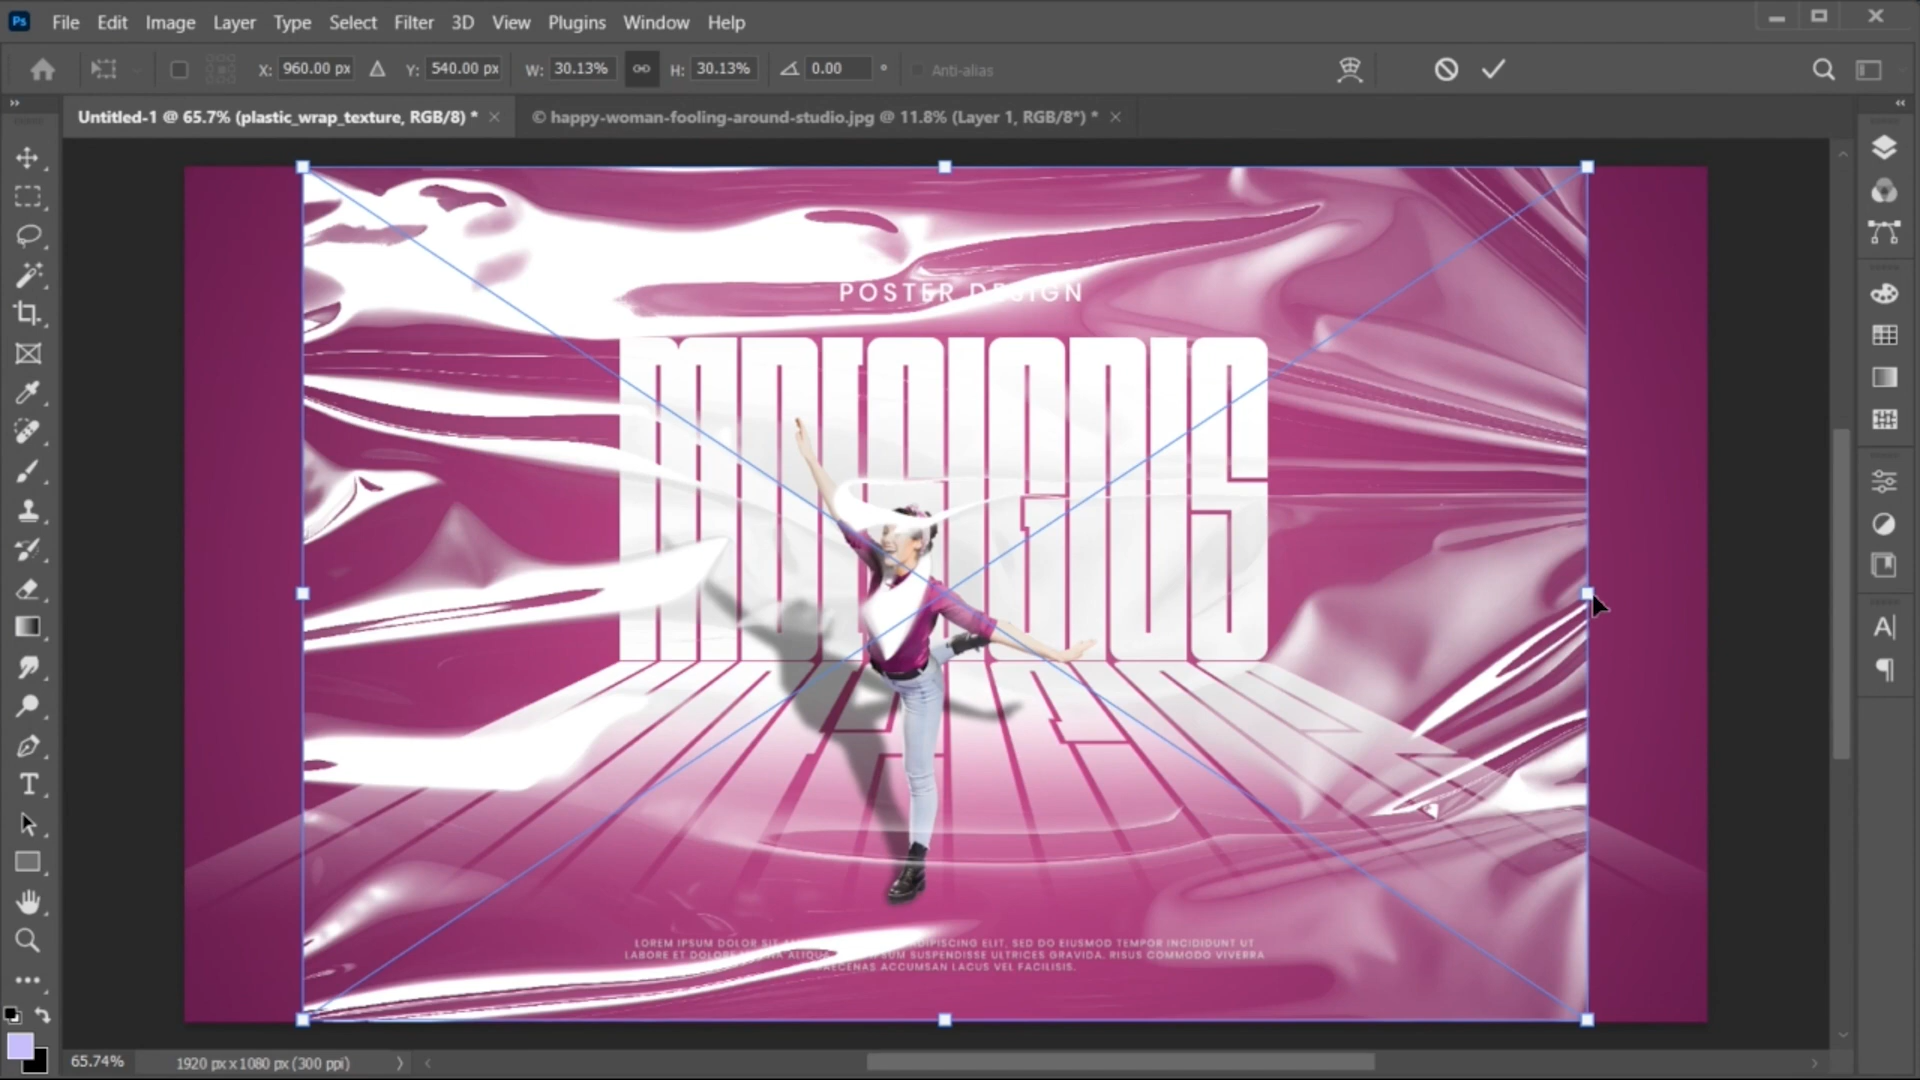 Ps File Edit Image Layer Type Select Filter 3D View Plugins Window Help
X: 960.00 px Y: 540.00 px W: 30.13% H: 30.13% 0.00 ° Anti-alias
Untitled-1 @ 65.7% (plastic_wrap_texture, RGB/8) * × © happy-woman-fooling-around-studio.jpg @ 11.8% (Layer 1, RGB/8*) * ×
POSTER DESIGN
LOREM IPSUM DOLOR SIT ADIPISCING ELIT, SED DO EIUSMOD TEMPOR INCIDIDUNT UT
LABORE ET DOLORE SUSPENDISSE ULTRICES GRAVIDA. RISUS COMMODO VIVERRA
ACCUMSAN LACUS VEL FACILISIS.
65.74% 1920 px x 1080 px (300 ppi)